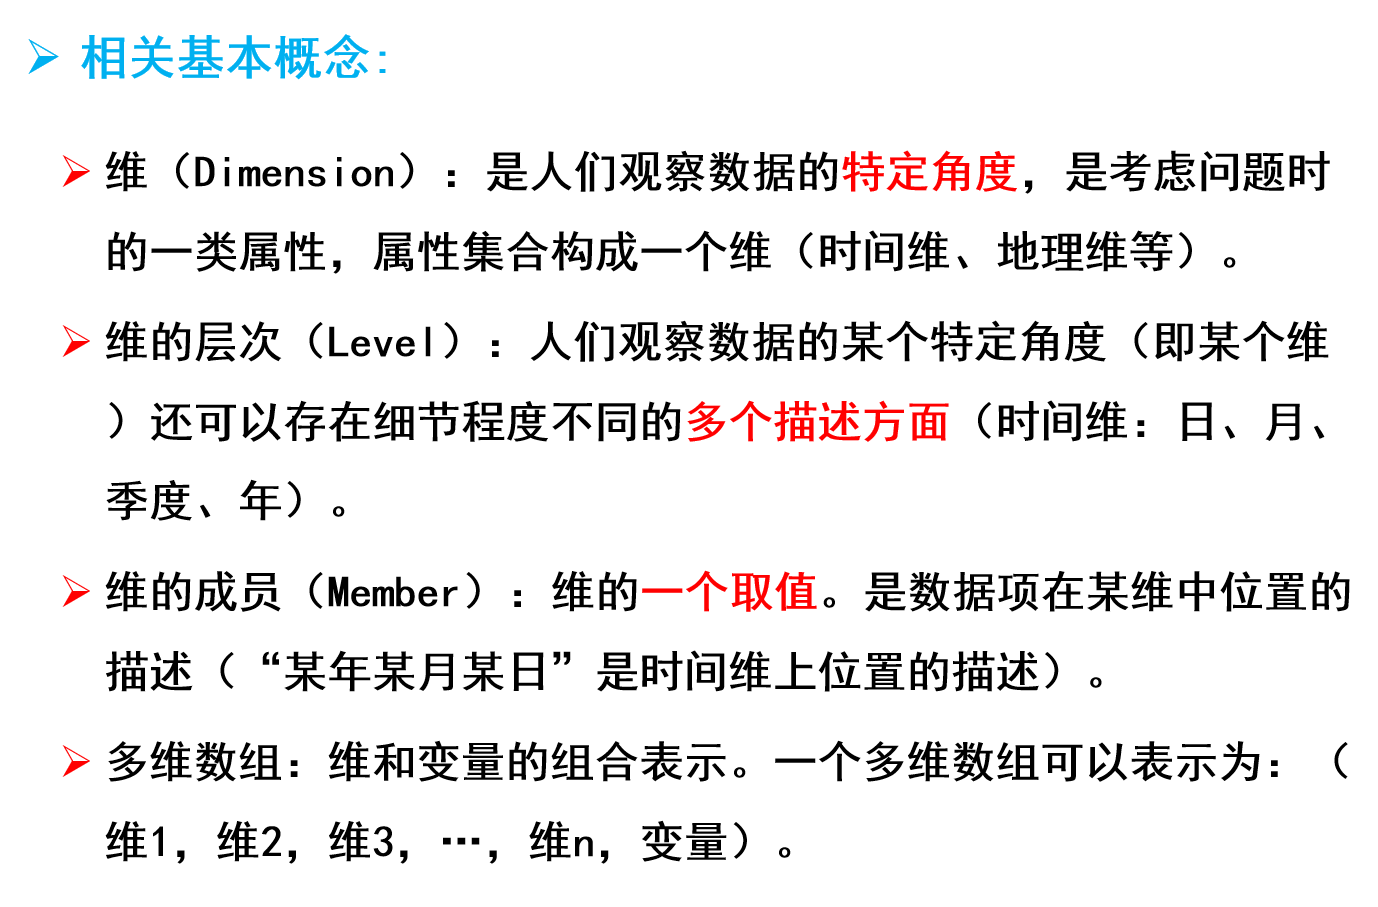 相关基本概念:
维（Dimension）：是人们观察数据的特定角度，是考虑问题时
的一类属性，属性集合构成一个维（时间维、地理维等）。
维的层次（Level）：人们观察数据的某个特定角度（即某个维
）还可以存在细节程度不同的多个描述方面（时间维：日、月、
季度、年）。
维的成员（Member）：维的一个取值。是数据项在某维中位置的
描述（“某年某月某日”是时间维上位置的描述）。
多维数组：维和变量的组合表示。一个多维数组可以表示为：（
维1，维2，维3，…，维n，变量）。